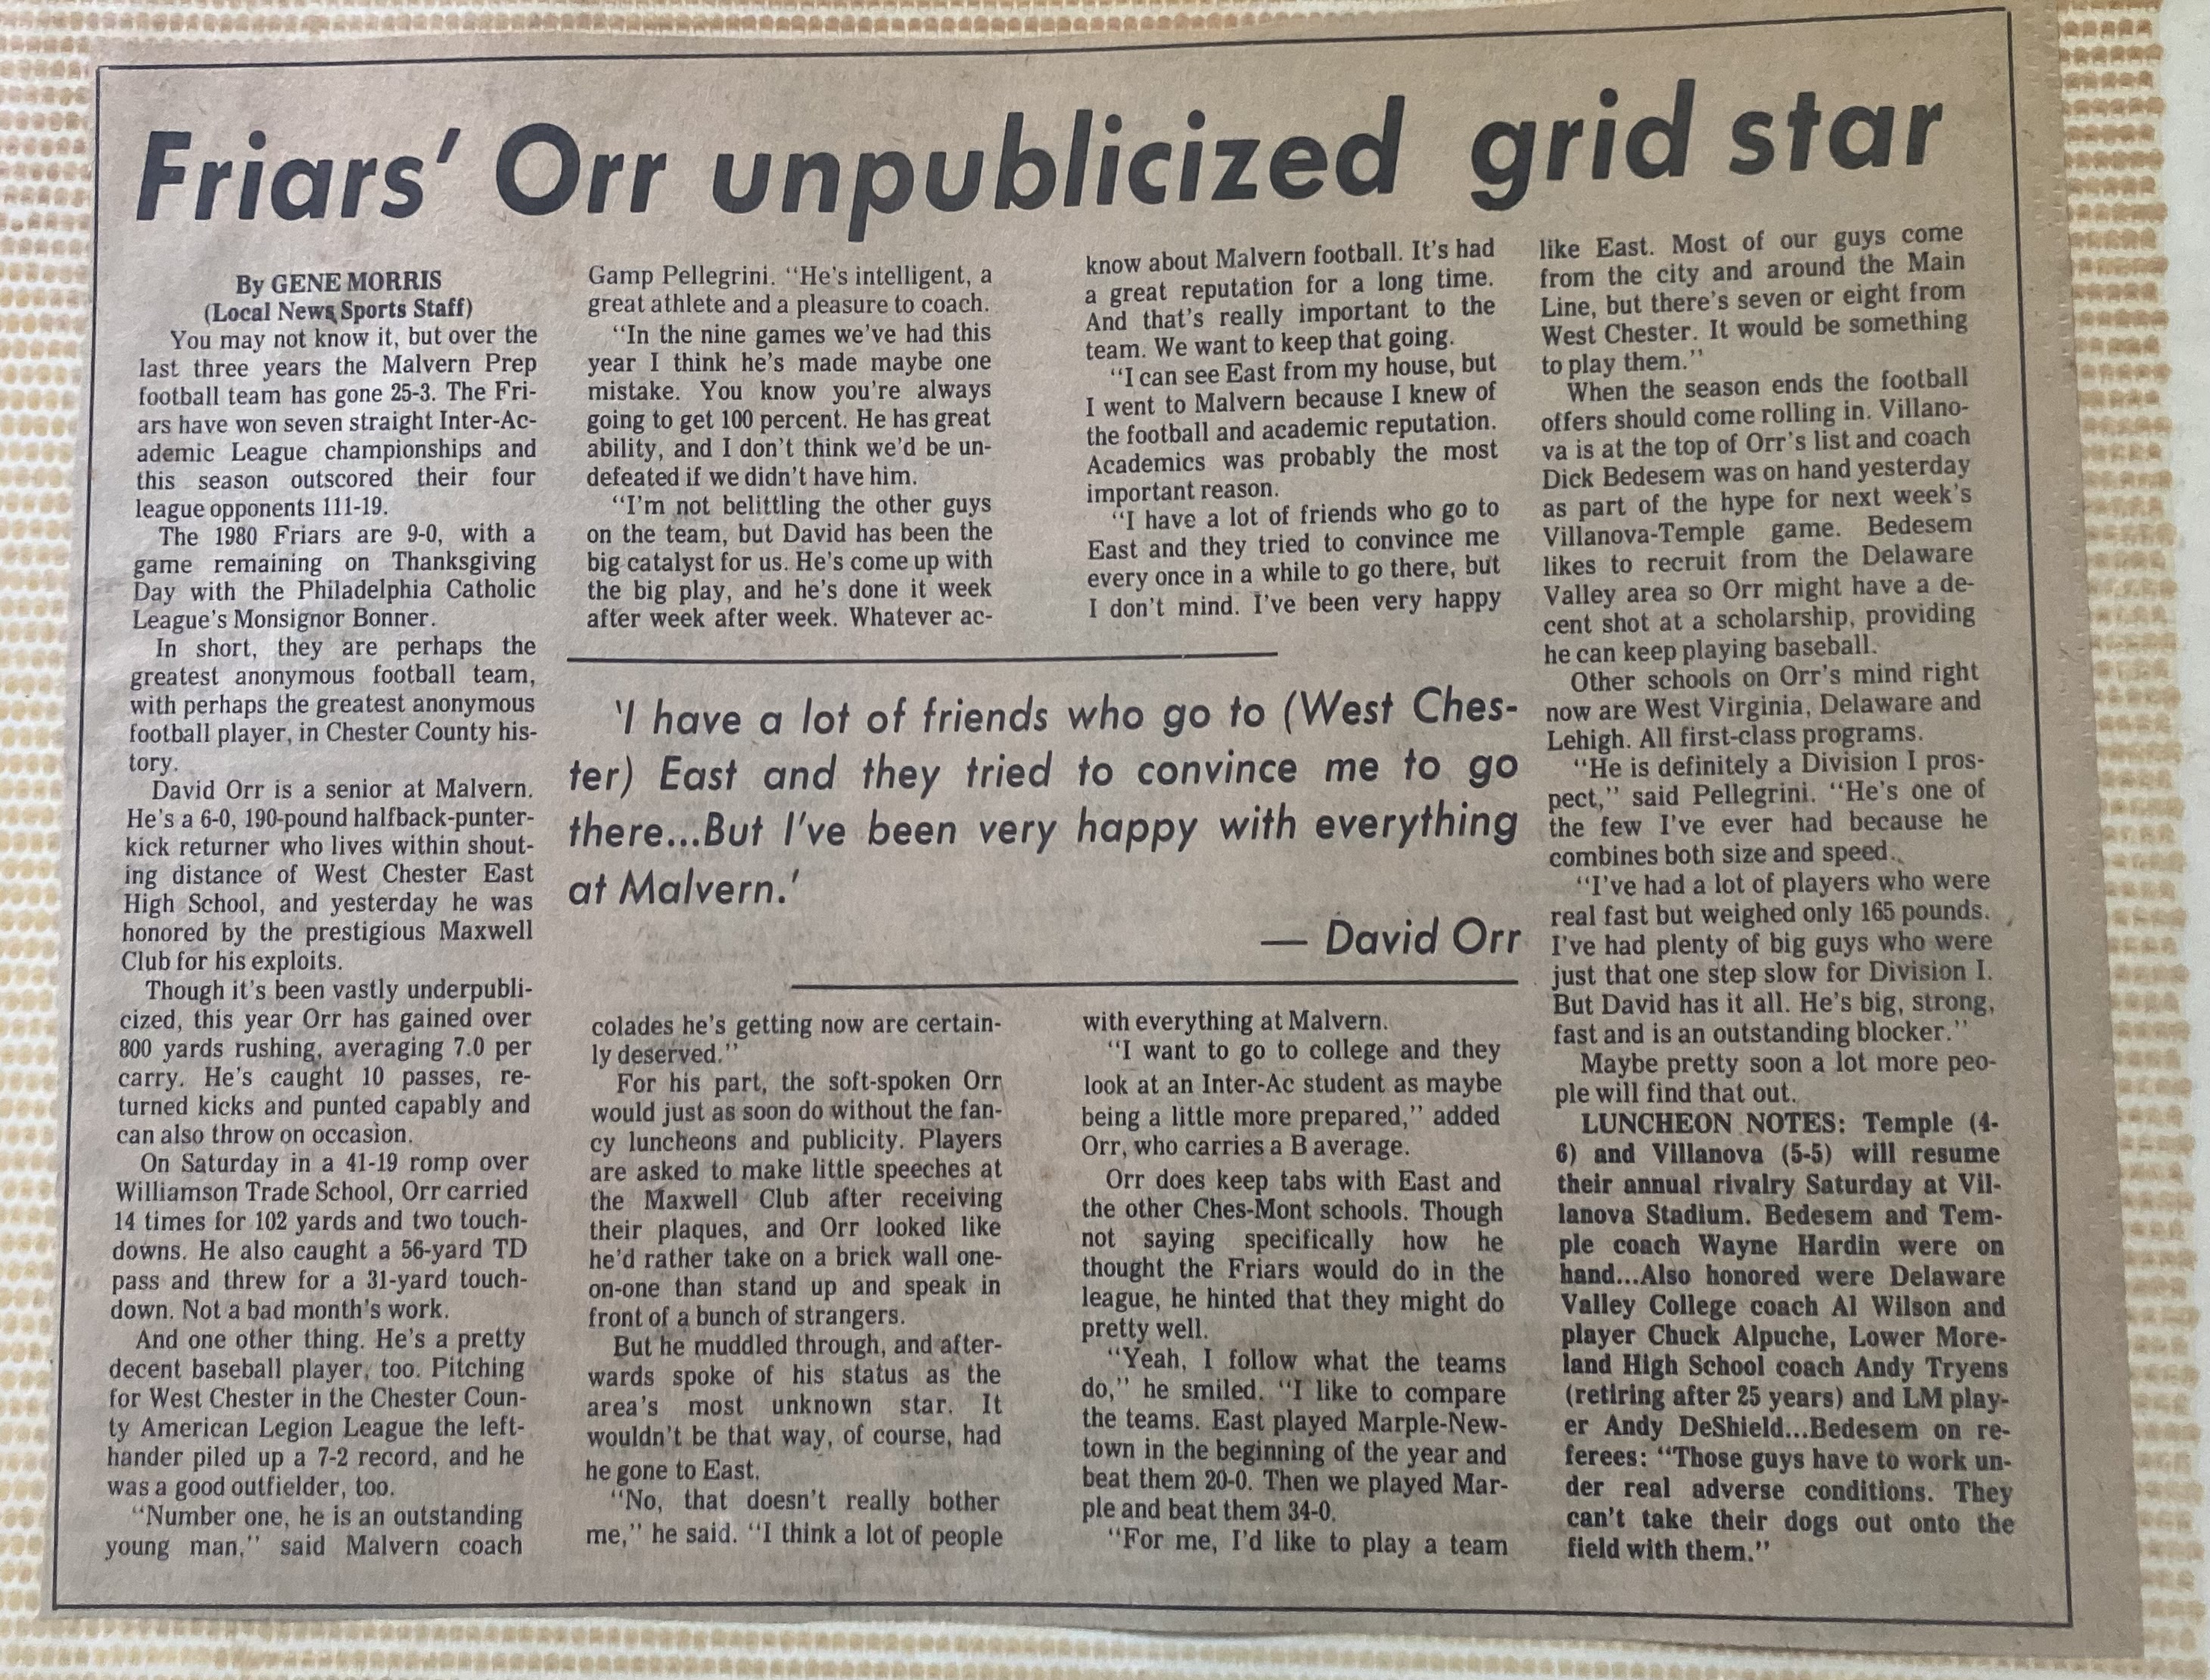 Friars' Orr unpublicized grid star
By GENE MORRIS
(Local News Sports Staff)
You may not know it, but over the
last three years the Malvern Prep
football team has gone 25-3. The Fri-
ars have won seven straight Inter-Ac-
ademic League championships and
this season outscored their four
league opponents 111-19.
The 1980 Friars are 9-0, with a
game remaining on Thanksgiving
Day with the Philadelphia Catholic
League's Monsignor Bonner.
In short, they are perhaps the
greatest anonymous football team,
with perhaps the greatest anonymous
football player, in Chester County his-
tory.
David Orr is a senior at Malvern.
He's a 6-0, 190-pound halfback-punter-
kick returner who lives within shout-
ing distance of West Chester East
High School, and yesterday he was
honored by the prestigious Maxwell
Club for his exploits.
Though it's been vastly underpubli-
cized, this year Orr has gained over
800 yards rushing, averaging 7.0 per
carry. He's caught 10 passes, re-
turned kicks and punted capably and
can also throw on occasion.
On Saturday in a 41-19 romp over
Williamson Trade School, Orr carried
14 times for 102 yards and two touch-
downs. He also caught a 56-yard TD
pass and threw for a 31-yard touch-
down. Not a bad month's work.
And one other thing. He's a pretty
decent baseball player, too. Pitching
for West Chester in the Chester Coun-
ty American Legion League the left-
hander piled up a 7-2 record, and he
was a good outfielder, too.
"Number one, he is an outstanding
young man," said Malvern coach
Gamp Pellegrini. "He's intelligent, a
great athlete and a pleasure to coach.
"In the nine games we've had this
year I think he's made maybe one
mistake. You know you're always
going to get 100 percent. He has great
ability, and I don't think we'd be un-
defeated if we didn't have him.
"I'm not belittling the other guys
on the team, but David has been the
big catalyst for us. He's come up with
the big play, and he's done it week
after week after week. Whatever ac-
colades he's getting now are certain-
ly deserved."
For his part, the soft-spoken Orr
would just as soon do without the fan-
cy luncheons and publicity. Players
are asked to make little speeches at
the Maxwell Club after receiving
their plaques, and Orr looked like
he'd rather take on a brick wall one-
on-one than stand up and speak in
front of a bunch of strangers.
But he muddled through, and after-
wards spoke of his status as the
area's most unknown star. It
wouldn't be that way, of course, had
he gone to East.
"No, that doesn't really bother
me," he said. "I think a lot of people
know about Malvern football. It's had
a great reputation for a long time.
And that's really important to the
team. We want to keep that going.
"I can see East from my house, but
I went to Malvern because I knew of
the football and academic reputation.
Academics was probably the most
important reason.
"I have a lot of friends who go to
East and they tried to convince me
every once in a while to go there, but
I don't mind. I've been very happy
with everything at Malvern.
"I want to go to college and they
look at an Inter-Ac student as maybe
being a little more prepared," added
Orr, who carries a B average.
Orr does keep tabs with East and
the other Ches-Mont schools. Though
not saying specifically how he
thought the Friars would do in the
league, he hinted that they might do
pretty well.
"Yeah, I follow what the teams
do," he smiled. "I like to compare
the teams. East played Marple-New-
town in the beginning of the year and
beat them 20-0. Then we played Mar-
ple and beat them 34-0.
"For me, I'd like to play a team
like East. Most of our guys come
from the city and around the Main
Line, but there's seven or eight from
West Chester. It would be something
to play them."
When the season ends the football
offers should come rolling in. Villano-
va is at the top of Orr's list and coach
Dick Bedesem was on hand yesterday
as part of the hype for next week's
Villanova-Temple game. Bedesem
likes to recruit from the Delaware
Valley area so Orr might have a de-
cent shot at a scholarship, providing
he can keep playing baseball.
Other schools on Orr's mind right
now are West Virginia, Delaware and
Lehigh. All first-class programs.
"He is definitely a Division I pros-
pect," said Pellegrini. "He's one of
the few I've ever had because he
combines both size and speed.
"I've had a lot of players who were
real fast but weighed only 165 pounds.
I've had plenty of big guys who were
just that one step slow for Division I.
But David has it all. He's big, strong,
fast and is an outstanding blocker."
Maybe pretty soon a lot more peo-
ple will find that out.
LUNCHEON NOTES: Temple (4-
6) and Villanova (5-5) will resume
their annual rivalry Saturday at Vil-
lanova Stadium. Bedesem and Tem-
ple coach Wayne Hardin were on
hand...Also honored were Delaware
Valley College coach Al Wilson and
player Chuck Alpuche, Lower More-
land High School coach Andy Tryens
(retiring after 25 years) and LM play-
er Andy DeShield...Bedesem on re-
ferees: "Those guys have to work un-
der real adverse conditions. They
can't take their dogs out onto the
field with them."
'I have a lot of friends who go to (West Ches-
ter) East and they tried to convince me to go
there...But I've been very happy with everything
at Malvern.'
— David Orr